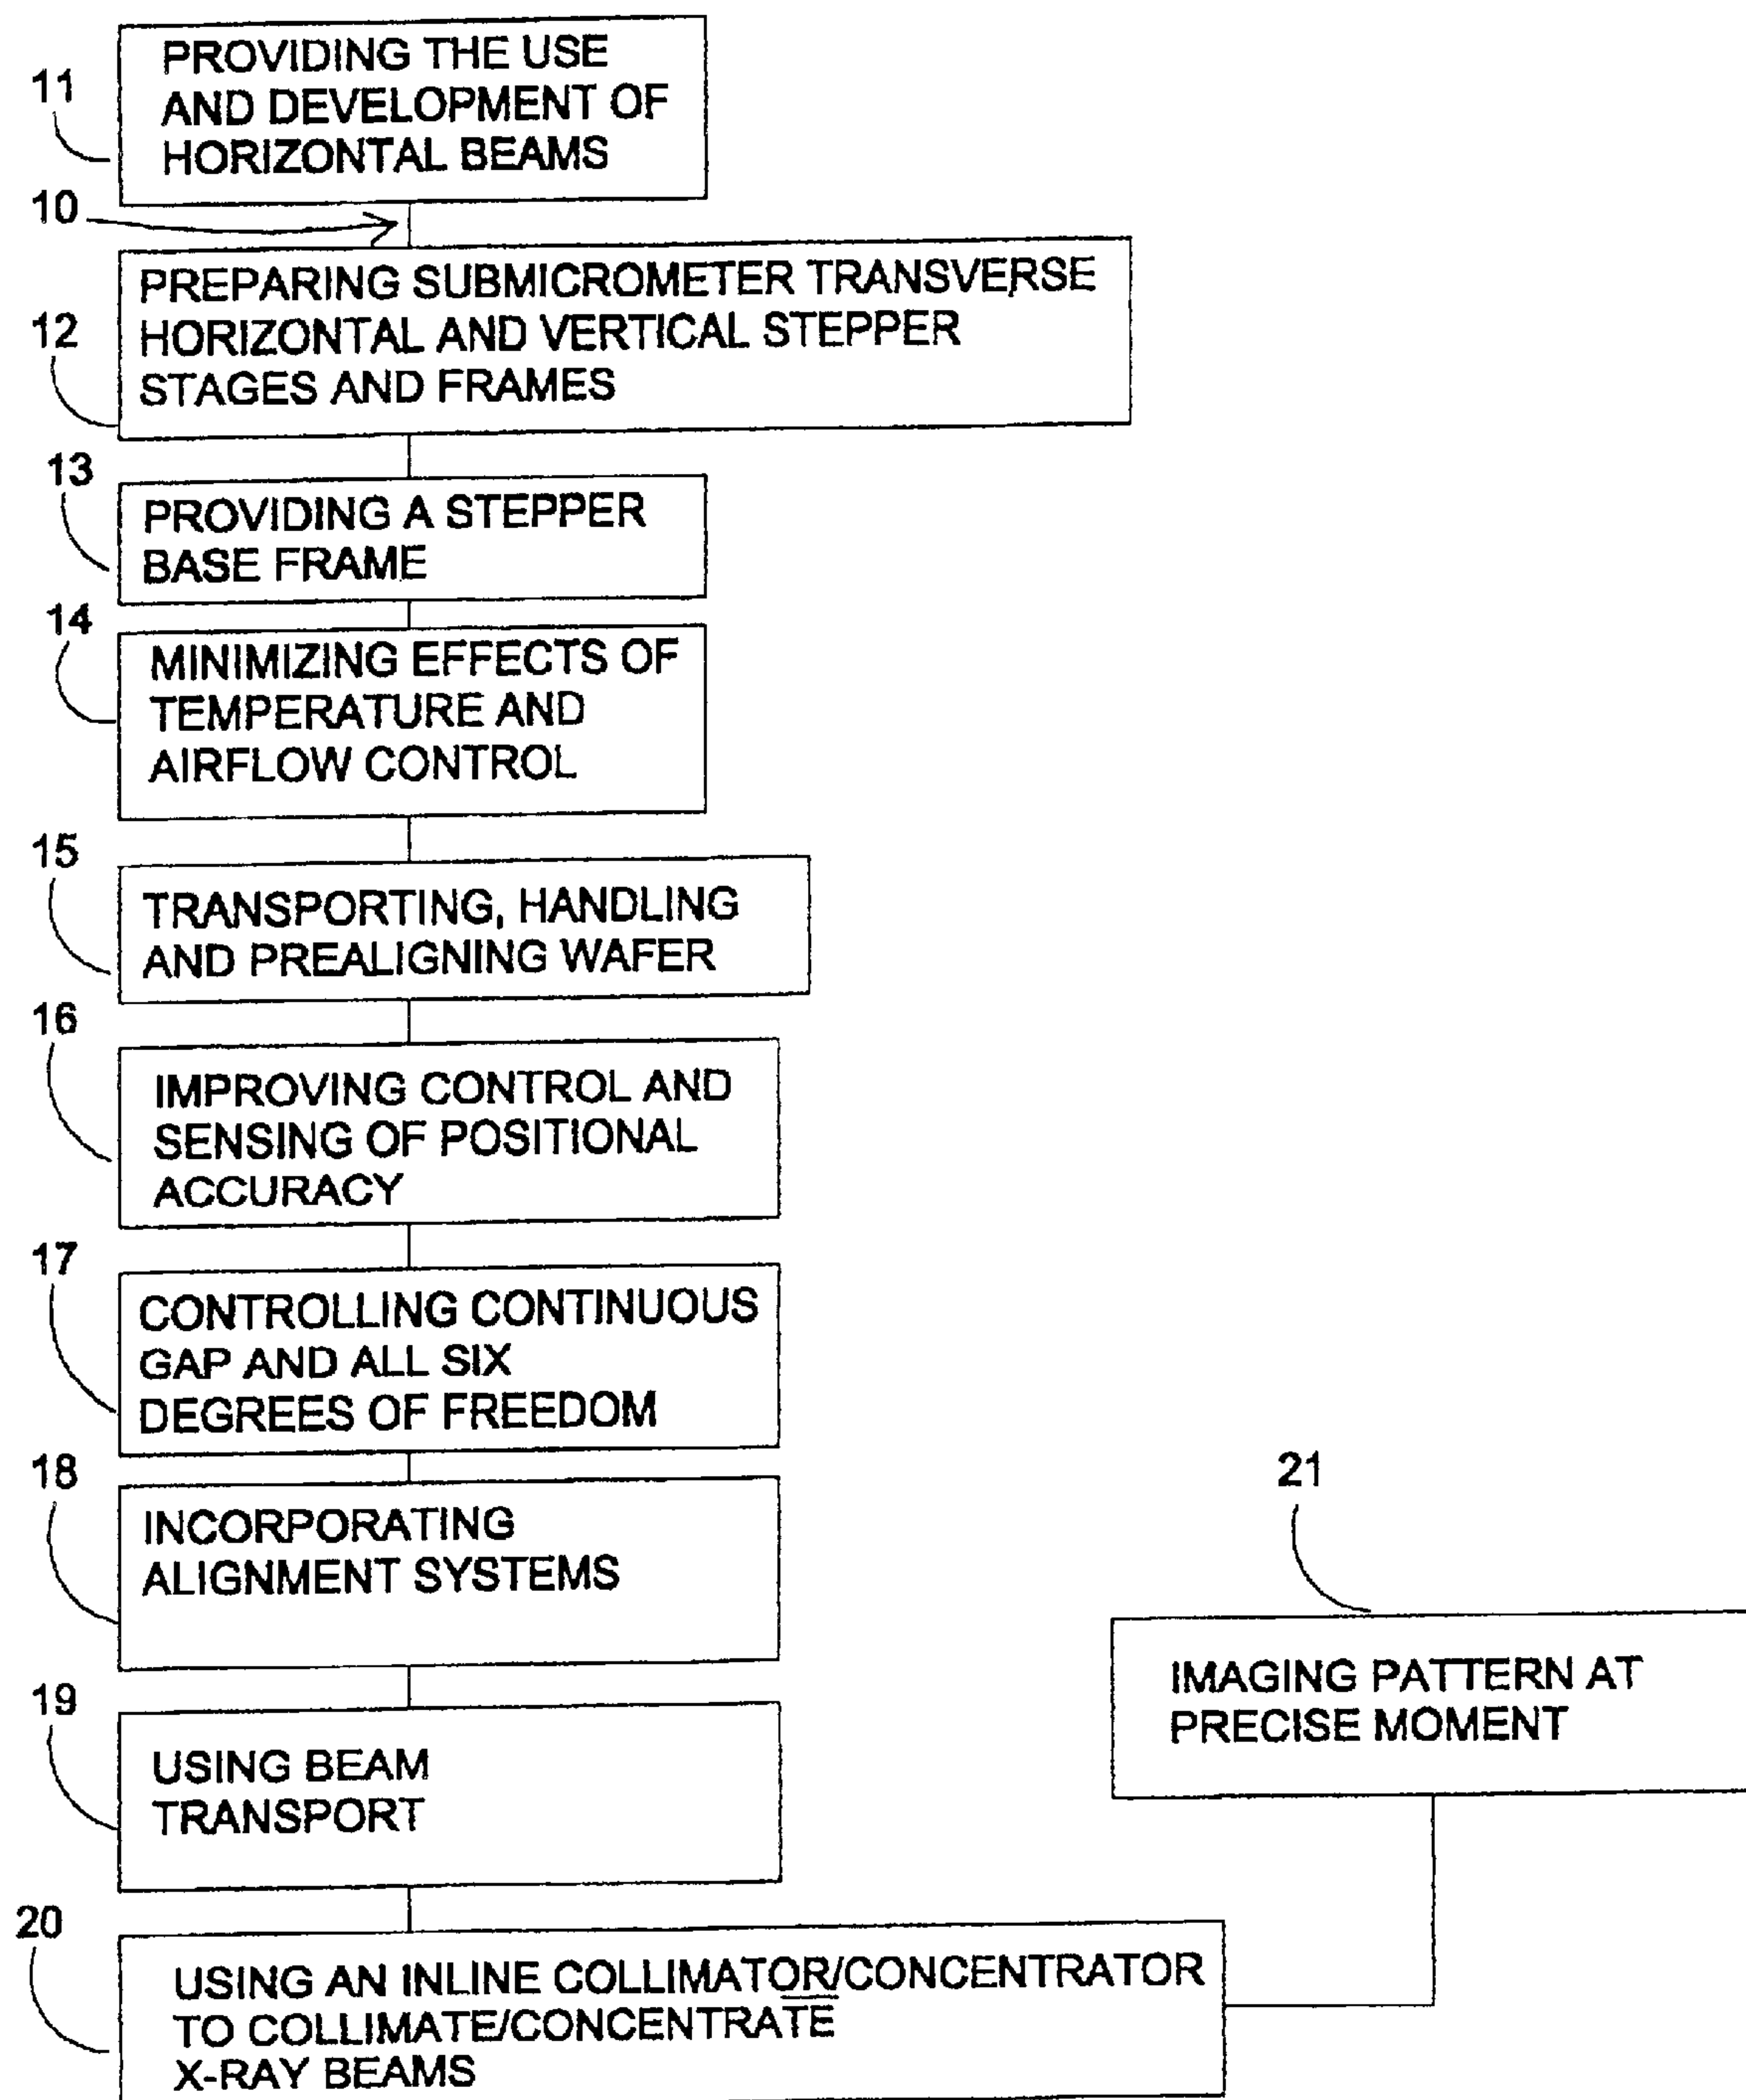 11
PROVIDING THE USE
AND DEVELOPMENT OF
HORIZONTAL BEAMS
10
12
PREPARING SUBMICROMETER TRANSVERSE
HORIZONTAL AND VERTICAL STEPPER
STAGES AND FRAMES
13
PROVIDING A STEPPER
BASE FRAME
14
MINIMIZING EFFECTS OF
TEMPERATURE AND
AIRFLOW CONTROL
15
TRANSPORTING, HANDLING
AND PREALIGNING WAFER
16
IMPROVING CONTROL AND
SENSING OF POSITIONAL
ACCURACY
17
CONTROLLING CONTINUOUS
GAP AND ALL SIX
DEGREES OF FREEDOM
18
INCORPORATING
ALIGNMENT SYSTEMS
19
USING BEAM
TRANSPORT
20
USING AN INLINE COLLIMATOR/CONCENTRATOR
TO COLLIMATE/CONCENTRATE
X-RAY BEAMS
21
IMAGING PATTERN AT
PRECISE MOMENT